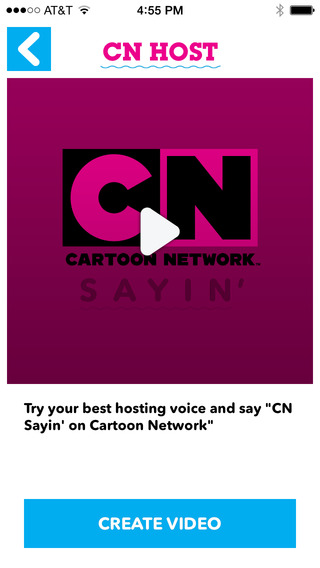 AT&T 4:55 PM
CN HOST
CN
CARTOON NETWORK™
SAYIN'
Try your best hosting voice and say "CN
Sayin' on Cartoon Network"
CREATE VIDEO